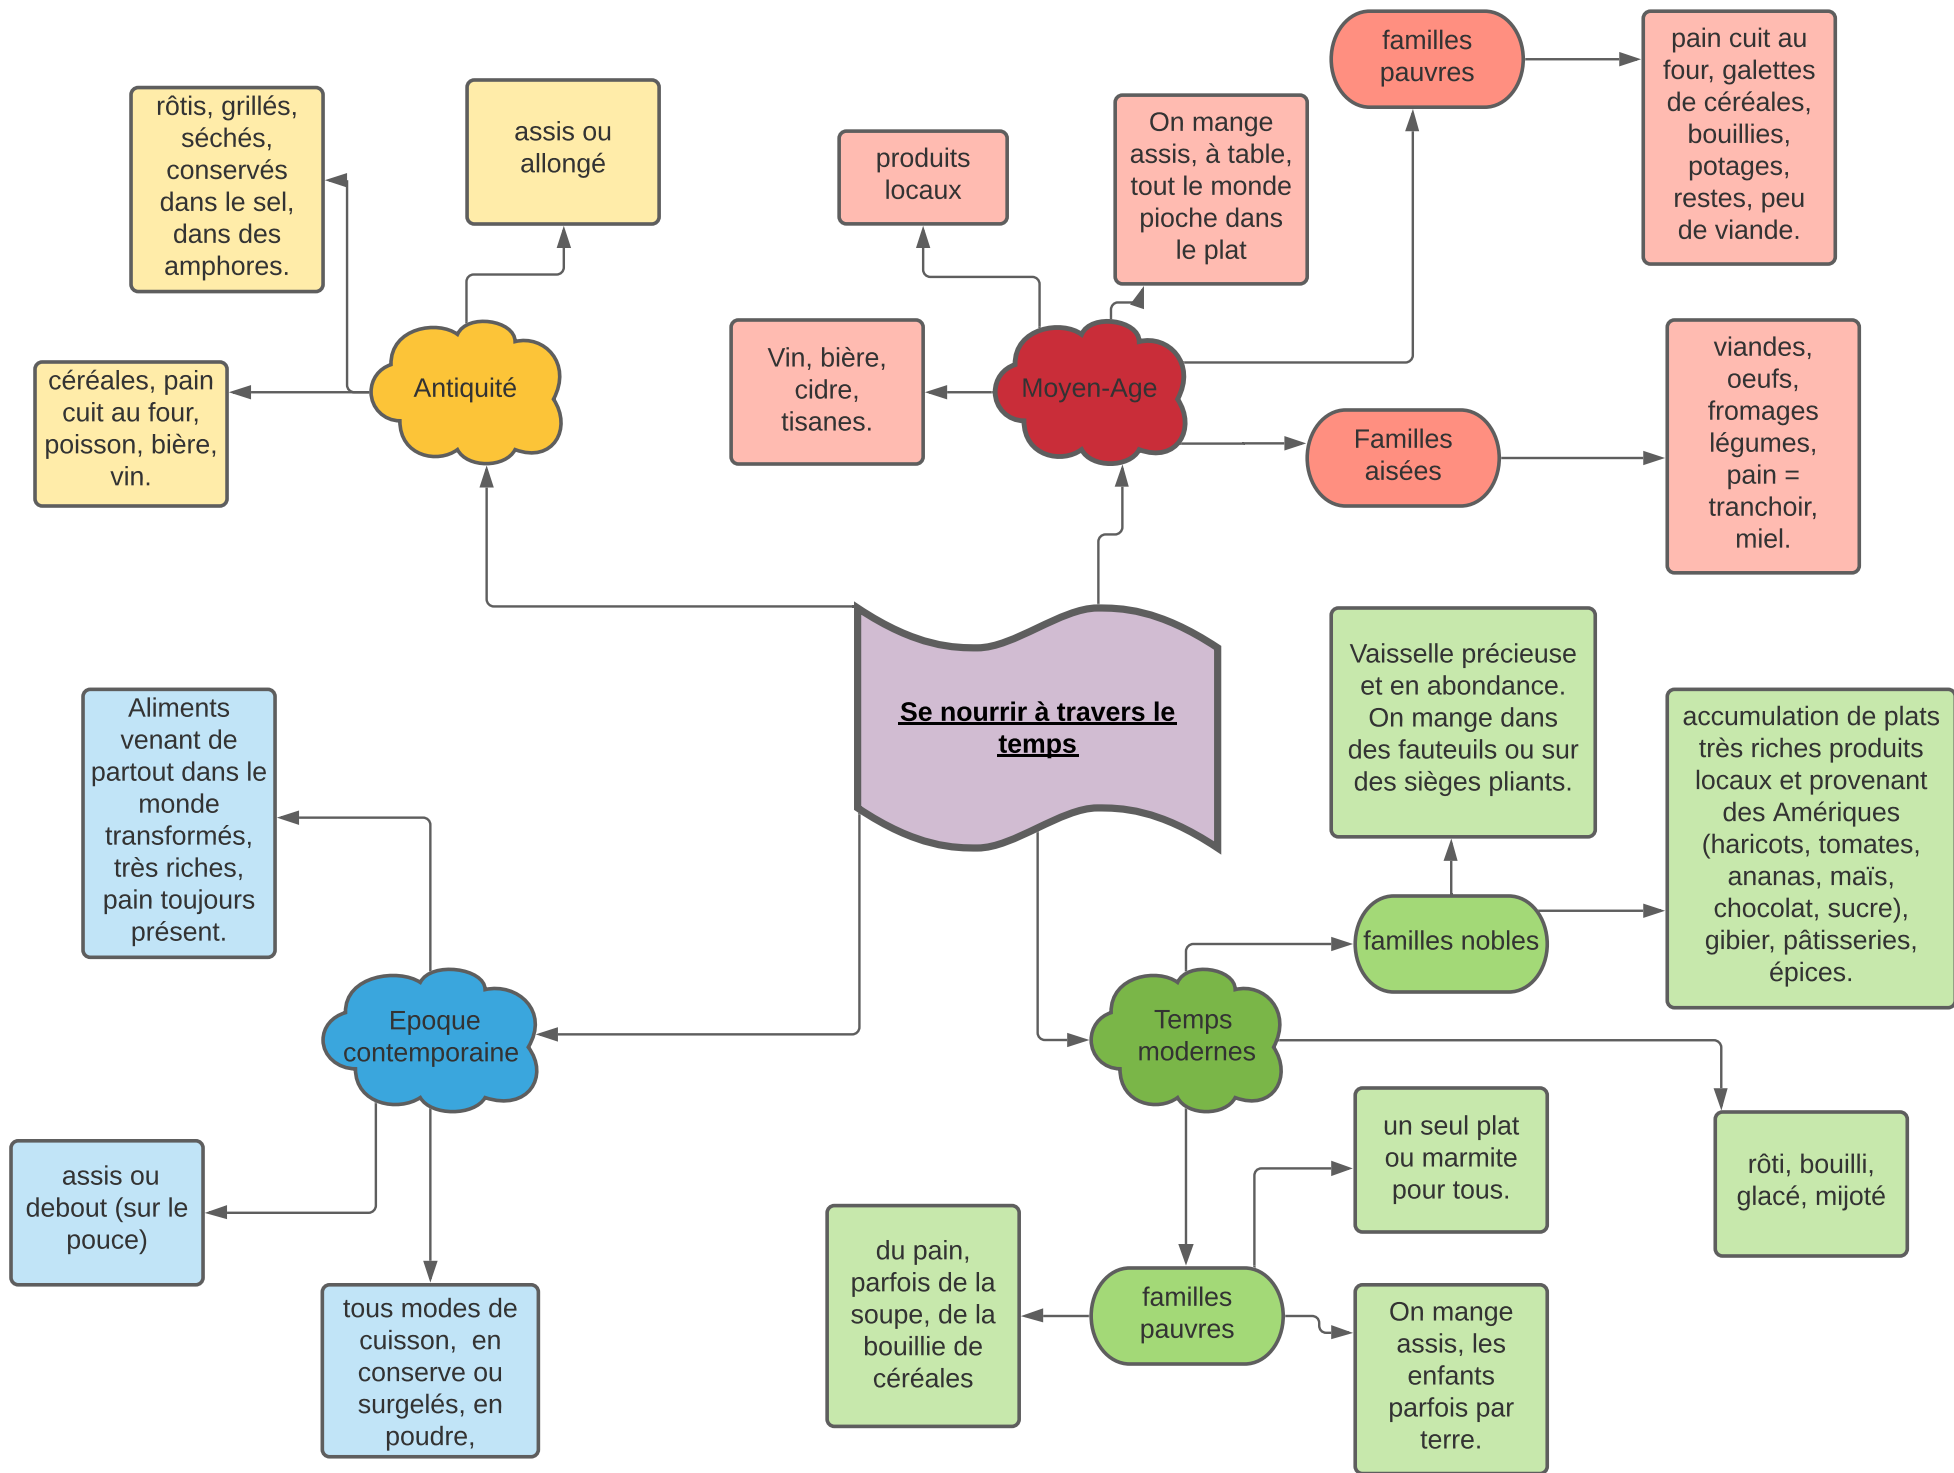 Se nourrir à travers le
temps
Antiquité
rôtis, grillés,
séchés,
conservés
dans le sel,
dans des
amphores.
assis ou
allongé
céréales, pain
cuit au four,
poisson, bière,
vin.
Moyen-Age
produits
locaux
On mange
assis, à table,
tout le monde
pioche dans
le plat
Vin, bière,
cidre,
tisanes.
familles
pauvres
pain cuit au
four, galettes
de céréales,
bouillies,
potages,
restes, peu
de viande.
Familles
aisées
viandes,
oeufs,
fromages
légumes,
pain =
tranchoir,
miel.
Temps
modernes
familles nobles
Vaisselle précieuse
et en abondance.
On mange dans
des fauteuils ou sur
des sièges pliants.
accumulation de plats
très riches produits
locaux et provenant
des Amériques
(haricots, tomates,
ananas, maïs,
chocolat, sucre),
gibier, pâtisseries,
épices.
rôti, bouilli,
glacé, mijoté
familles
pauvres
un seul plat
ou marmite
pour tous.
du pain,
parfois de la
soupe, de la
bouillie de
céréales
On mange
assis, les
enfants
parfois par
terre.
Epoque
contemporaine
Aliments
venant de
partout dans le
monde
transformés,
très riches,
pain toujours
présent.
assis ou
debout (sur le
pouce)
tous modes de
cuisson,  en
conserve ou
surgelés, en
poudre,